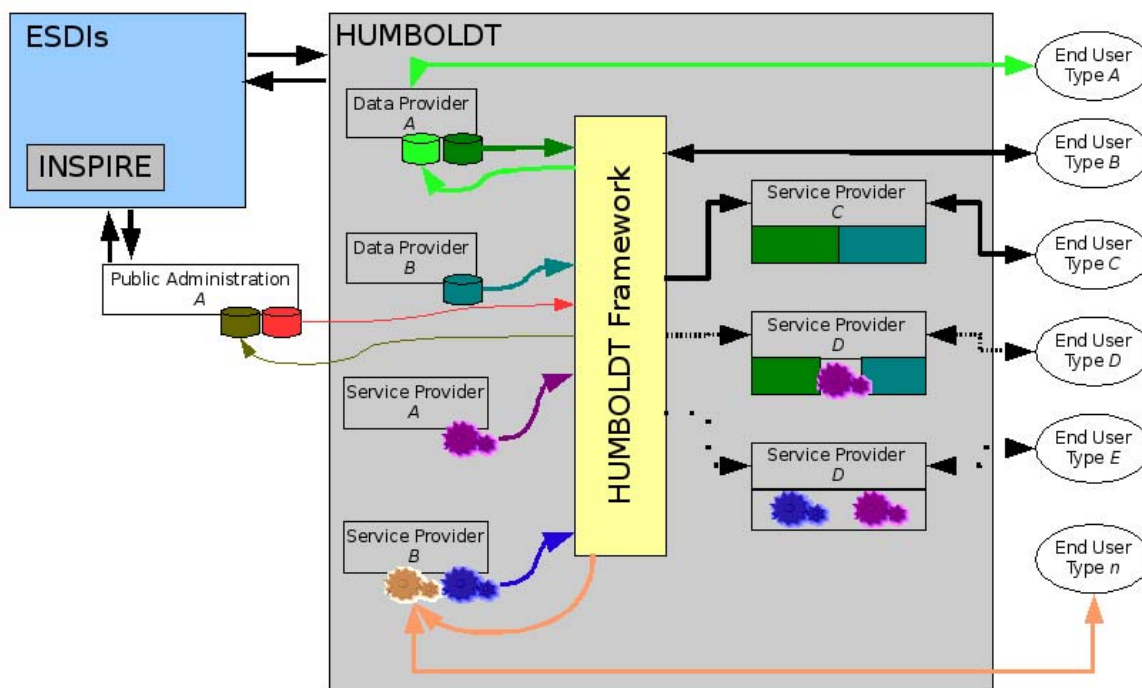 ESDIs
INSPIRE
HUMBOLDT
Data Provider
A
Data Provider
B
Public Administration
A
Service Provider
A
Service Provider
B
HUMBOLDT Framework
Service Provider
C
Service Provider
D
Service Provider
D
End User
Type A
End User
Type B
End User
Type C
End User
Type D
End User
Type E
End User
Type n